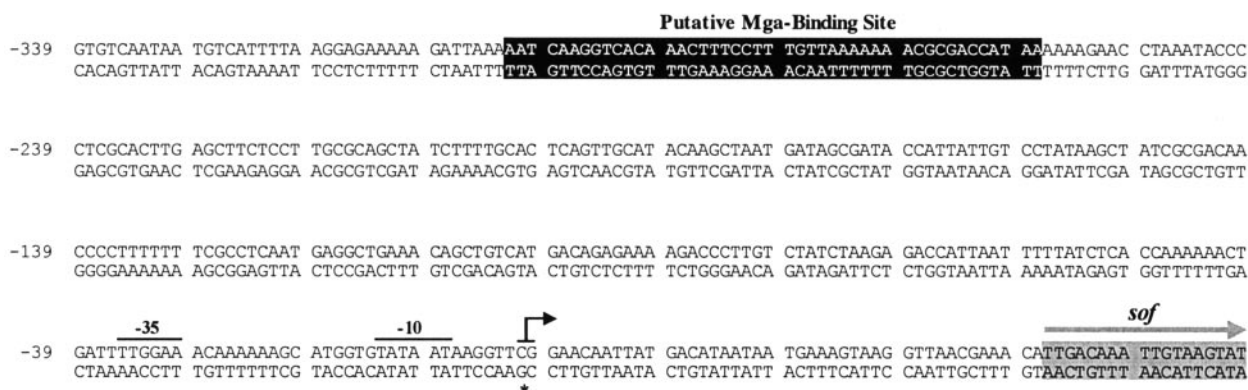 Putative Mga-Binding Site
-339 GTGTCAATAA TGTCATTTTA AGGAGAAAAA GATTAAAAAT CAAGGTCACA AACTTTCCTT TGTTAAAAAA ACGCGACCAT AAAAAAGAAC CTAAATACCC
CACAGTTATT ACAGTAAAAT TCCTCTTTTT CTAATTTTTA GTTCCAGTGT TTGAAAGGAA ACAATTTTTT TGCGCTGGTA TTTTTTCTTG GATTTATGGG
-239 CTCGCACTTG AGCTTCTCCT TGCGCAGCTA TCTTTTGCAC TCAGTTGCAT ACAAGCTAAT GATAGCGATA CCATTATTGT CCTATAAGCT ATCGCGACAA
GAGCGTGAAC TCGAAGAGGA ACGCGTCGAT AGAAAACGTG AGTCAACGTA TGTTCGATTA CTATCGCTAT GGTAATAACA GGATATTCGA TAGCGCTGTT
-139 CCCCTTTTTT TCGCCTCAAT GAGGCTGAAA CAGCTGTCAT GACAGAGAAA AGACCCTTGT CTATCTAAGA GACCATTAAT TTTTATCTCA CCAAAAAACT
GGGGAAAAAA AGCGGAGTTA CTCCGACTTT GTCGACAGTA CTGTCTCTTT TCTGGGAACA GATAGATTCT CTGGTAATTA AAAATAGAGT GGTTTTTTGA
-35 -10 sof
-39 GATTTTGGAA ACAAAAAAGC ATGGTGTATA ATAAGGTTCG GAACAATTAT GACATAATAA TGAAAGTAAG GTTAACGAAA CATTGACAAA TTGTAAGTAT
CTAAAACCTT TGTTTTTTCG TACCACATAT TATTCCAAGC CTTGTTAATA CTGTATTATT ACTTTCATTC CAATTGCTTT GTAACTGTTT AACATTCATA
*